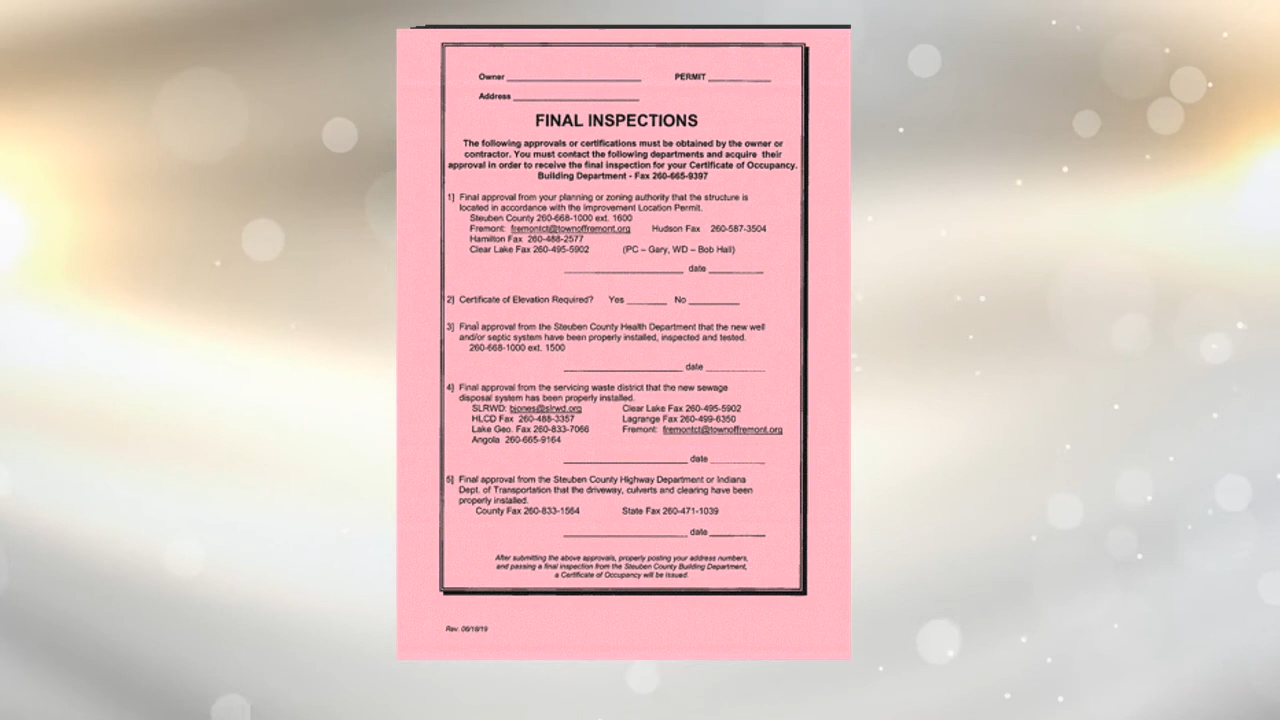 Owner ____________ PERMIT ____________
Address ____________
FINAL INSPECTIONS
The following approvals or certifications must be obtained by the owner or
contractor. You must contact the following departments and acquire their
approval in order to receive the final inspection for your Certificate of Occupancy.
Building Department - Fax 260-665-9397
1] Final approval from your planning or zoning authority that the structure is
located in accordance with the Improvement Location Permit.
Steuben County 260-668-1000 ext. 1600
Fremont: fremontct@townoffremont.org Hudson Fax 260-587-3504
Hamilton Fax 260-488-2577
Clear Lake Fax 260-495-5902 (PC – Gary, WD – Bob Hall)
____________ date ____________
2] Certificate of Elevation Required? Yes ________ No __________
3] Final approval from the Steuben County Health Department that the new well
and/or septic system have been properly installed, inspected and tested.
260-668-1000 ext. 1500
____________ date ____________
4] Final approval from the servicing waste district that the new sewage
disposal system has been properly installed.
SLRWD: bjones@slrwd.org Clear Lake Fax 260-495-5902
HLCD Fax 260-488-3357 Lagrange Fax 260-499-6350
Lake Geo. Fax 260-833-7066 Fremont: fremontct@townoffremont.org
Angola 260-665-9164
____________ date ____________
5] Final approval from the Steuben County Highway Department or Indiana
Dept. of Transportation that the driveway, culverts and clearing have been
properly installed.
County Fax 260-833-1564 State Fax 260-471-1039
____________ date ____________
After submitting the above approvals, properly posting your address numbers,
and passing a final inspection from the Steuben County Building Department,
a Certificate of Occupancy will be issued.
Rev. 06/18/19